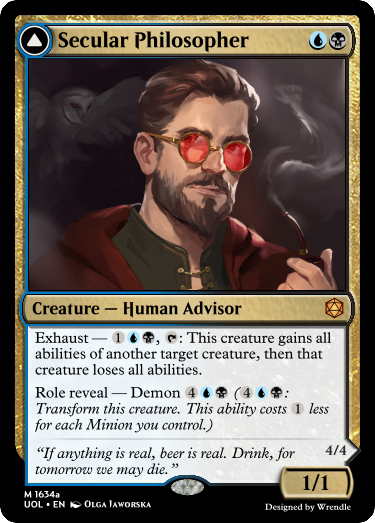 Secular Philosopher
Creature — Human Advisor
Exhaust — 1, : This creature gains all
abilities of another target creature, then that
creature loses all abilities.
Role reveal — Demon 4 (4:
Transform this creature. This ability costs 1 less
for each Minion you control.)
“If anything is real, beer is real. Drink, for
tomorrow we may die.”
4/4
1/1
M 1634a
UOL • EN Olga Jaworska
Designed by Wrendle